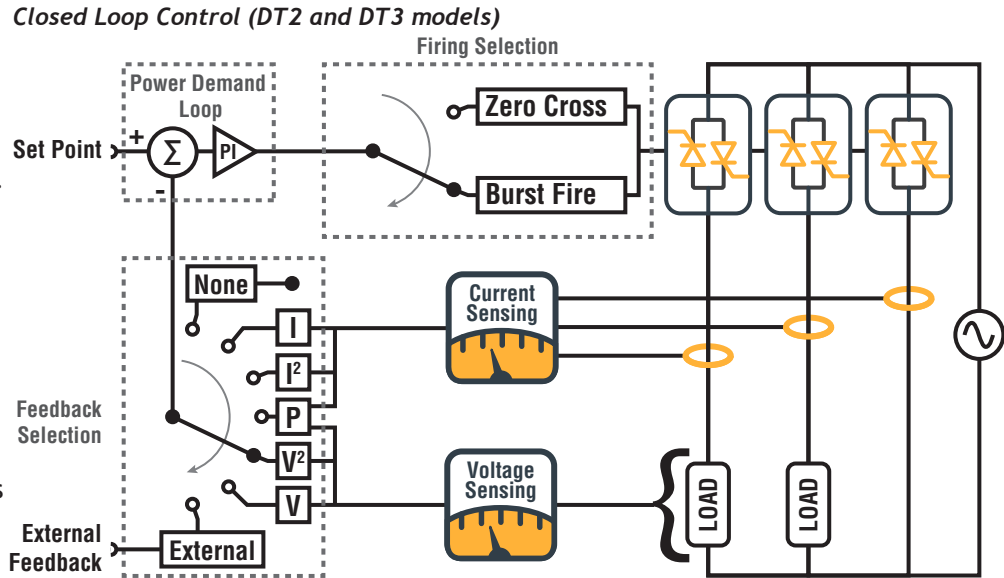 Closed Loop Control (DT2 and DT3 models)
Firing Selection
Power Demand
Loop
Set Point
+
Σ
PI
-
Zero Cross
Burst Fire
None
I
I²
P
V²
V
External
Feedback
Selection
External
Feedback
Current
Sensing
Voltage
Sensing
LOAD
LOAD
s